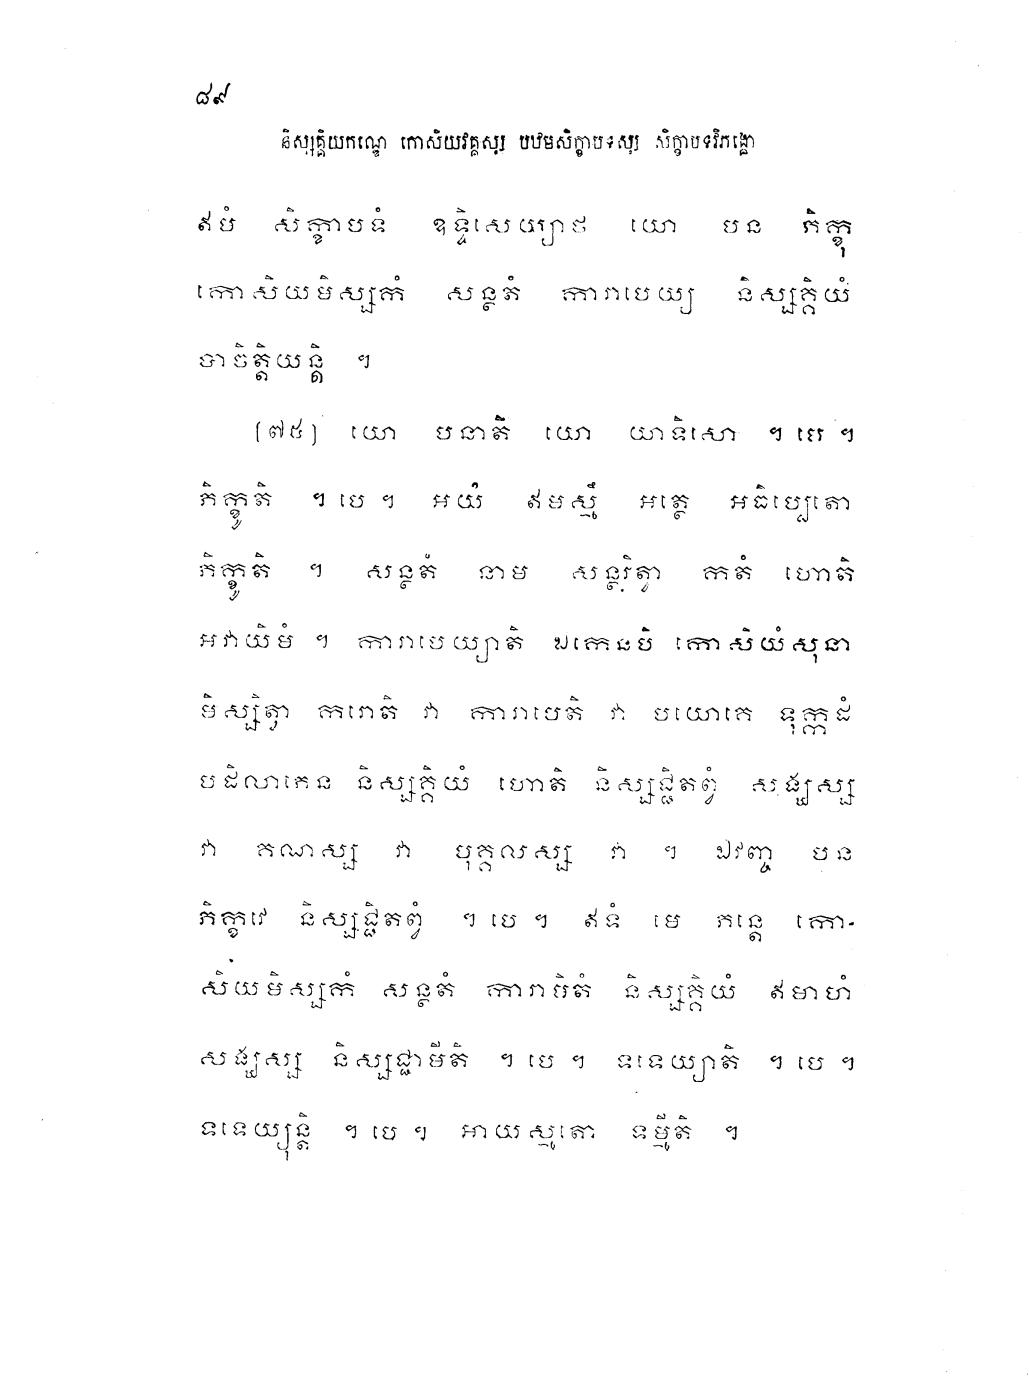 ៨៩
និស្សគ្គិយកណ្ឌេ កោសិយវគ្គស្ស បឋមសិក្ខាបទស្ស សិក្ខាបទវិភង្គោ
ឥមំ សិក្ខាបទំ ឧទ្ទិសេយ្យាថ យោ បន ភិក្ខុ
កោសិយមិស្សកំ សន្ថតំ ការាបេយ្យ និស្សគ្គិយំ
បាចិត្តិយន្តិ ។
(៧៥) យោ បនាតិ យោ យាទិសោ ។ បេ ។
ភិក្ខូតិ ។ បេ ។ អយំ ឥមស្មឹ អត្ថេ អធិប្បេតោ
ភិក្ខូតិ ។ សន្ថតំ នាម សន្ថរិត្វា កតំ ហោតិ
អវាយិមំ ។ ការាបេយ្យាតិ ឯកេនបិ កោសិយំសុនា
មិស្សិត្វា ករោតិ វា ការាបេតិ វា បយោគេ ទុក្កដំ
បដិលាភេន និស្សគ្គិយំ ហោតិ និស្សជ្ជិតព្វំ សង្ឃស្ស
វា គណស្ស វា បុគ្គលស្ស វា ។ ឯវញ្ច បន
ភិក្ខវេ និស្សជ្ជិតព្វំ ។ បេ ។ ឥទំ មេ ភន្តេ កោ-
សិយមិស្សកំ សន្ថតំ ការាបិតំ និស្សគ្គិយំ ឥមាហំ
សង្ឃស្ស និស្សជ្ជាមីតិ ។ បេ ។ ទទេយ្យាតិ ។ បេ ។
ទទេយ្យុន្តិ ។ បេ ។ អាយស្មតោ ទម្មីតិ ។